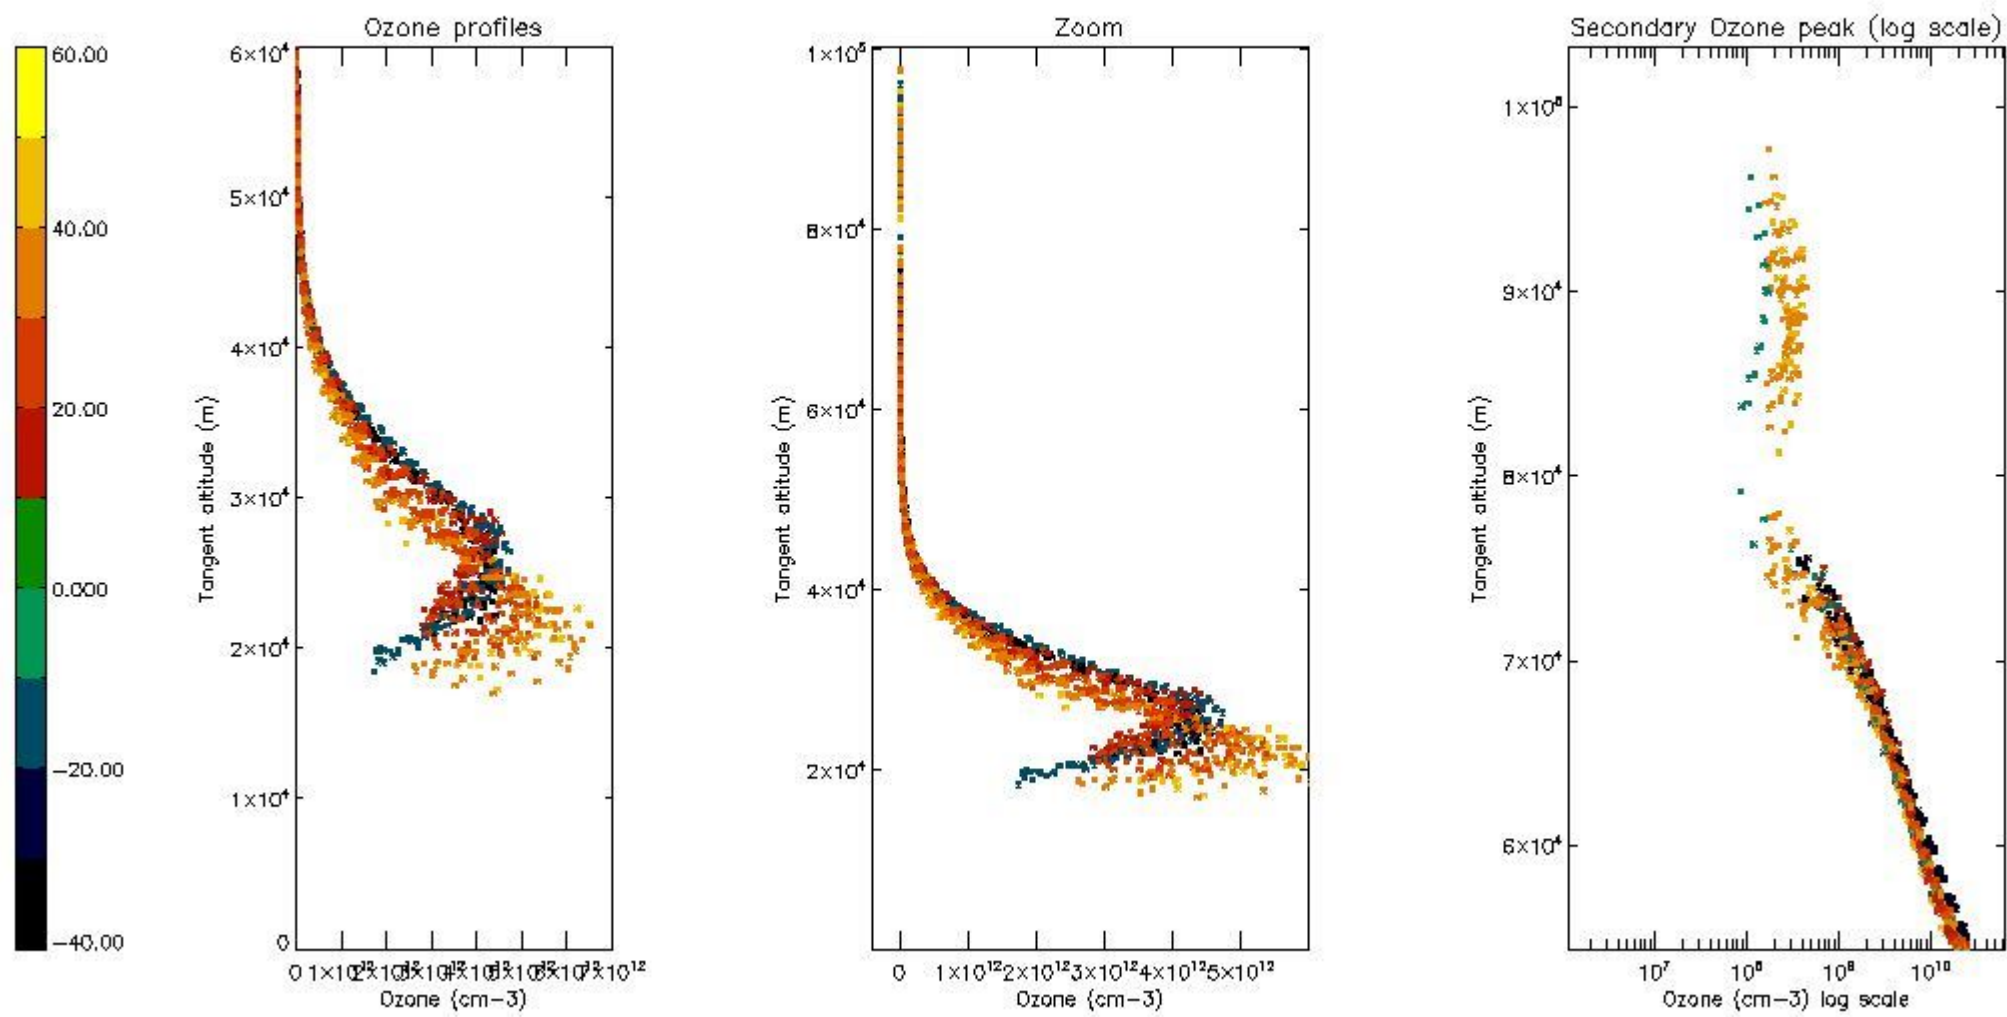 Ozone profiles
Zoom
Secondary Ozone peak (log scale)
60.00
40.00
20.00
0.000
−20.00
−40.00
6×10⁴
5×10⁴
4×10⁴
3×10⁴
2×10⁴
1×10⁴
0
Tangent altitude (m)
0
7×10¹²
Ozone (cm−3)
1×10⁵
8×10⁴
6×10⁴
4×10⁴
2×10⁴
Tangent altitude (m)
0 1×10¹² 2×10¹² 3×10¹² 4×10¹² 5×10¹²
Ozone (cm−3)
9×10⁴
8×10⁴
7×10⁴
6×10⁴
Tangent altitude (m)
10⁷ 10⁸ 10⁹ 10¹⁰
Ozone (cm−3) log scale